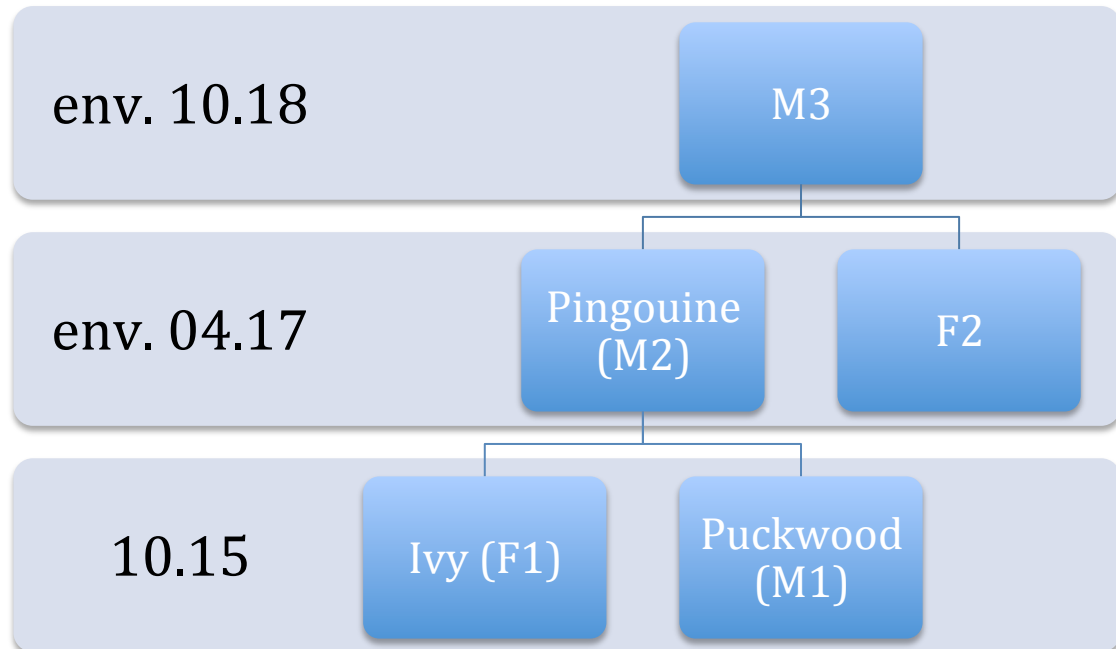 env. 10.18
M3
env. 04.17
Pingouine
(M2)
F2
10.15
Ivy (F1)
Puckwood
(M1)